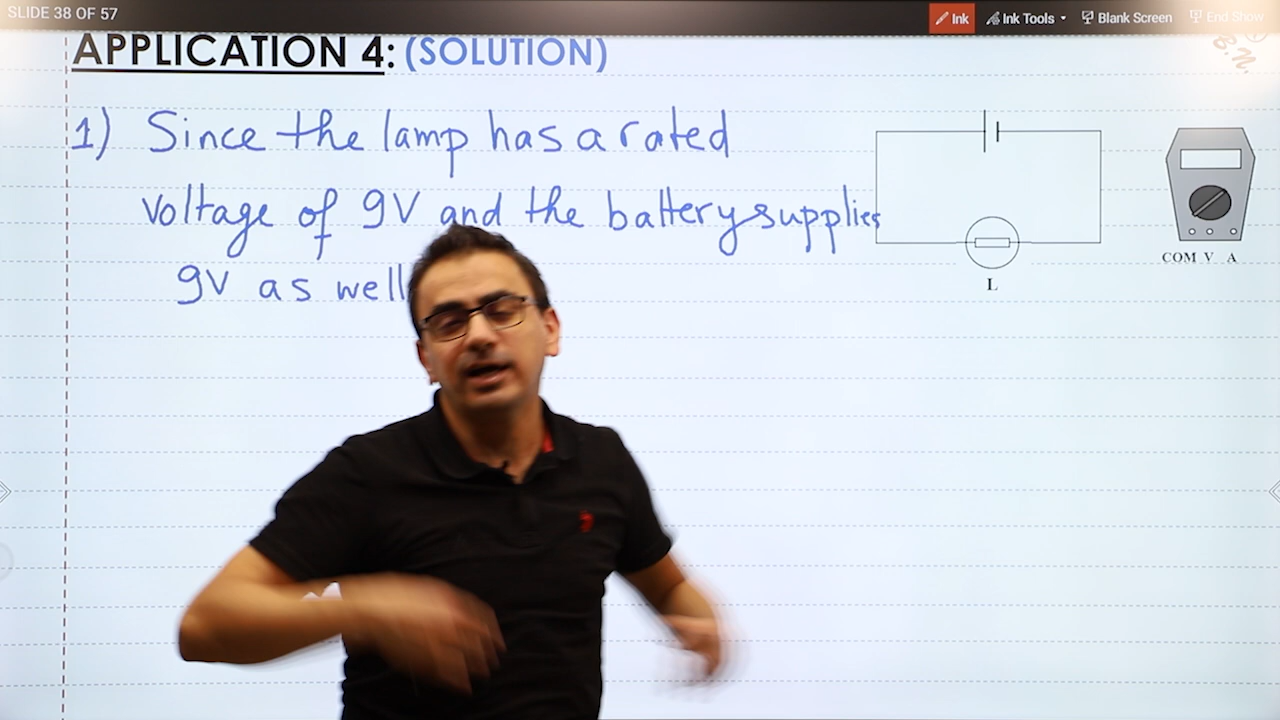 SLIDE 38 OF 57
Ink
Ink Tools
Blank Screen
End Show
B.N.
APPLICATION 4: (SOLUTION)
1) Since the lamp has a rated
voltage of 9V and the battery supplies
9V as well
COM V A
L